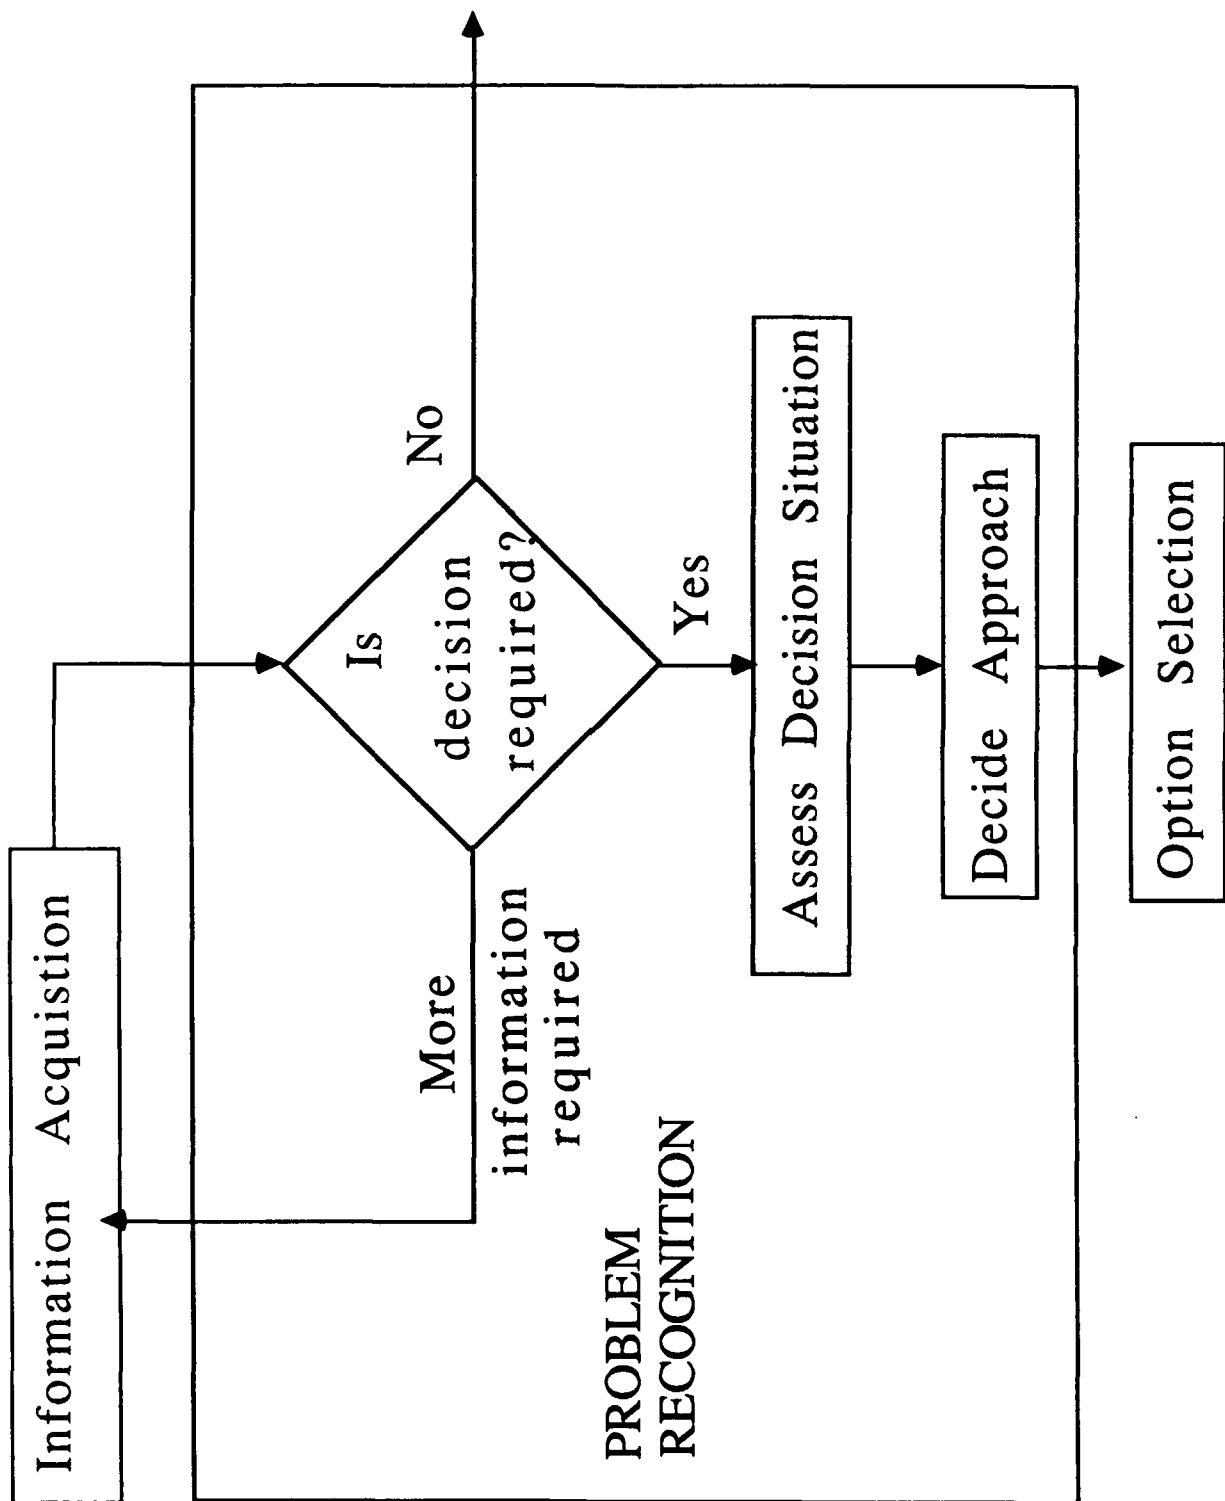 Information Acquistion
Is
decision
required?
No
More
information
required
Yes
Assess Decision Situation
PROBLEM
RECOGNITION
Decide Approach
Option Selection